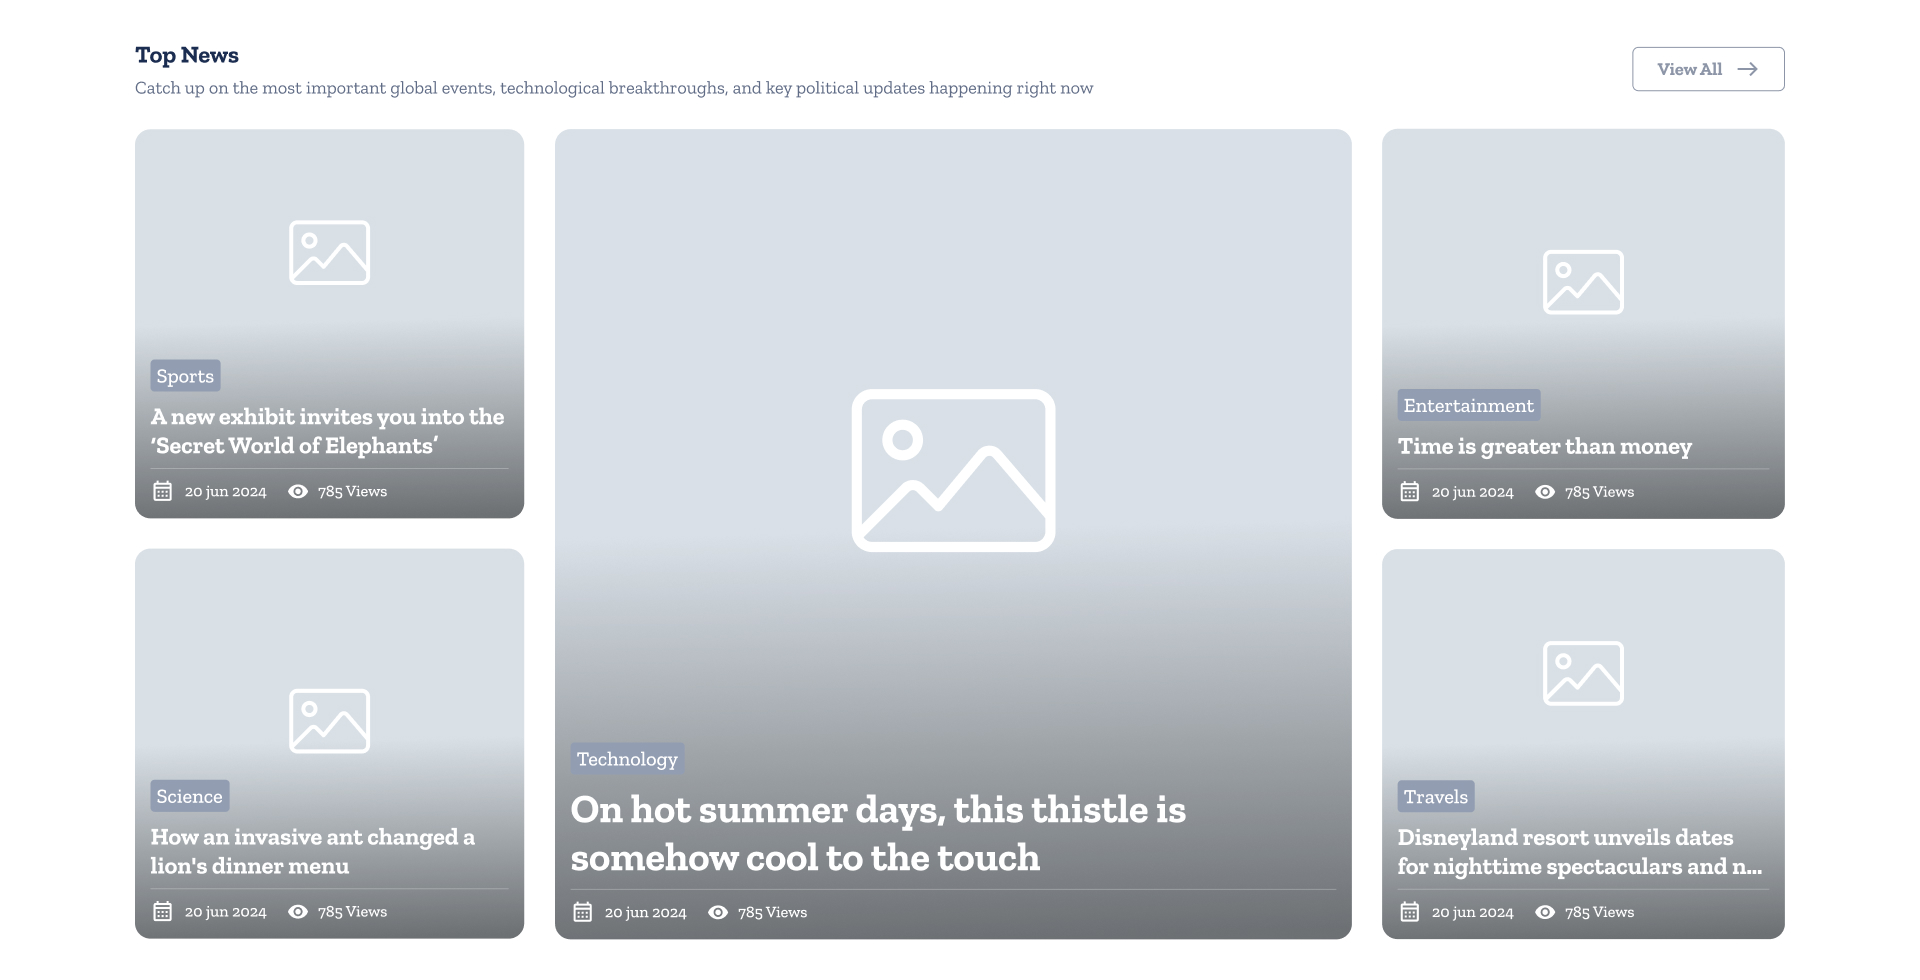 Top News
Catch up on the most important global events, technological breakthroughs, and key political updates happening right now
View All
Sports
A new exhibit invites you into the
‘Secret World of Elephants’
20 jun 2024
785 Views
Science
How an invasive ant changed a
lion's dinner menu
20 jun 2024
785 Views
Technology
On hot summer days, this thistle is
somehow cool to the touch
20 jun 2024
785 Views
Entertainment
Time is greater than money
20 jun 2024
785 Views
Travels
Disneyland resort unveils dates
for nighttime spectaculars and n...
20 jun 2024
785 Views